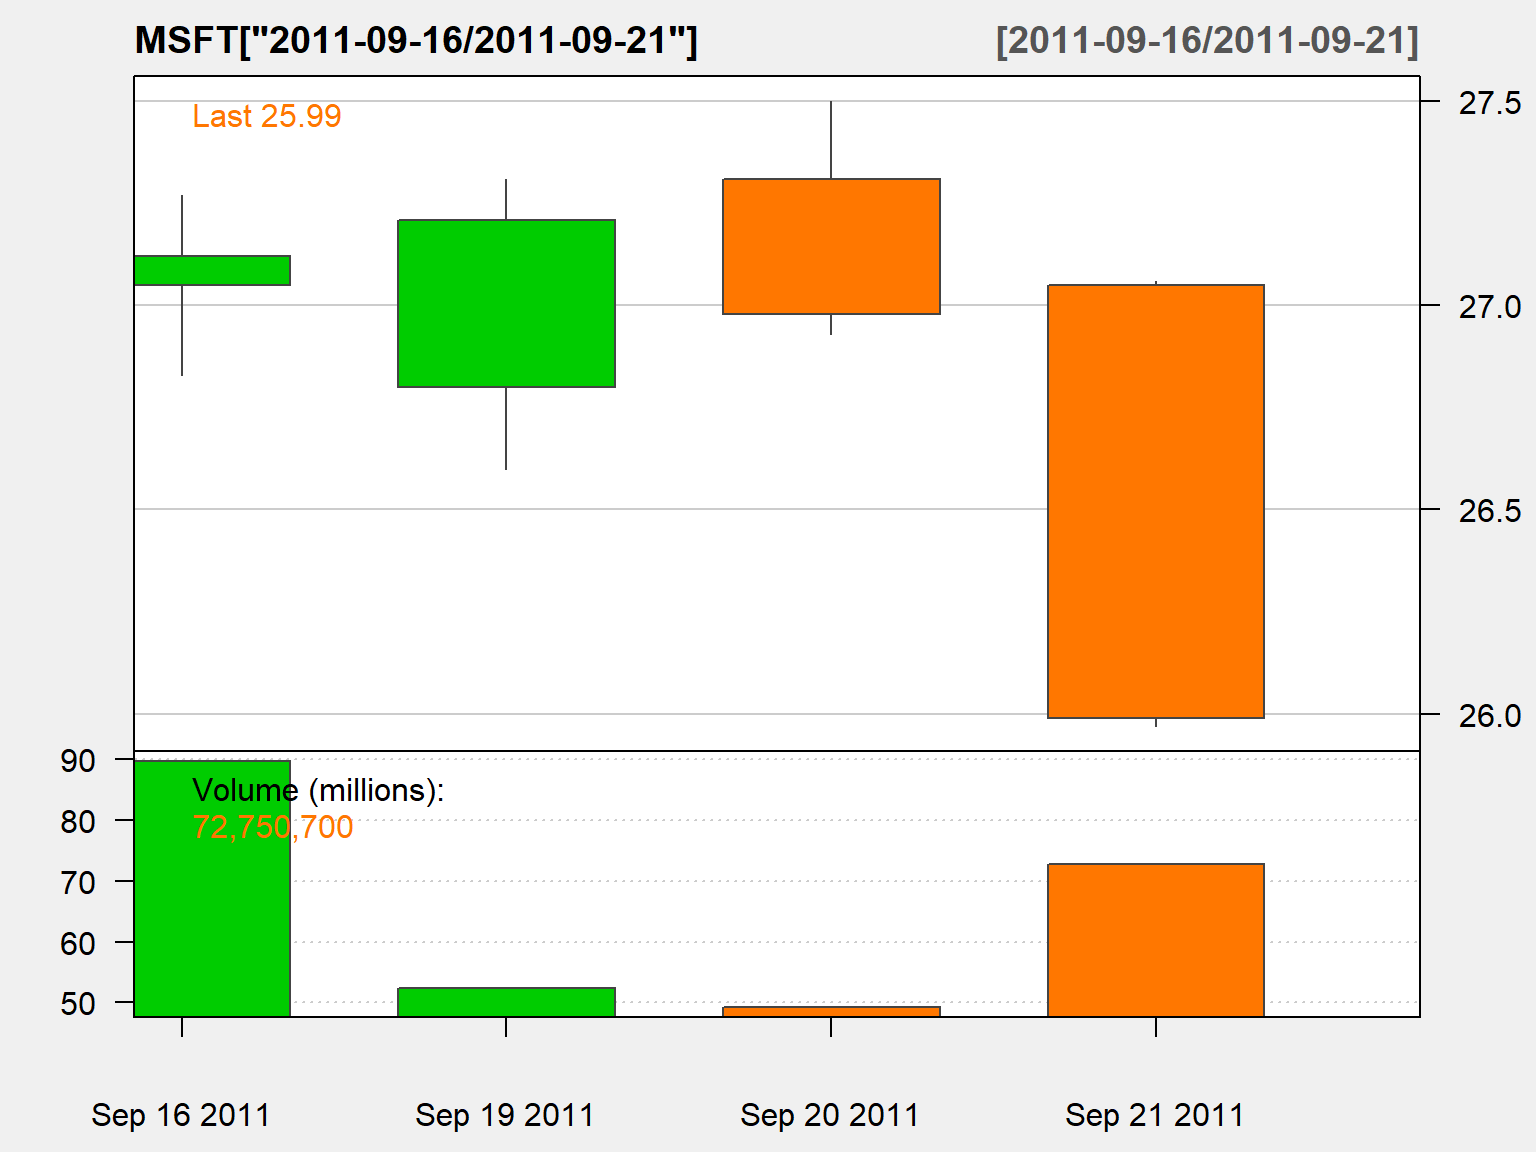 MSFT["2011-09-16/2011-09-21"]
[2011-09-16/2011-09-21]
Last 25.99
27.5
27.0
26.5
26.0
90
80
70
60
50
Volume (millions):
72,750,700
Sep 16 2011
Sep 19 2011
Sep 20 2011
Sep 21 2011